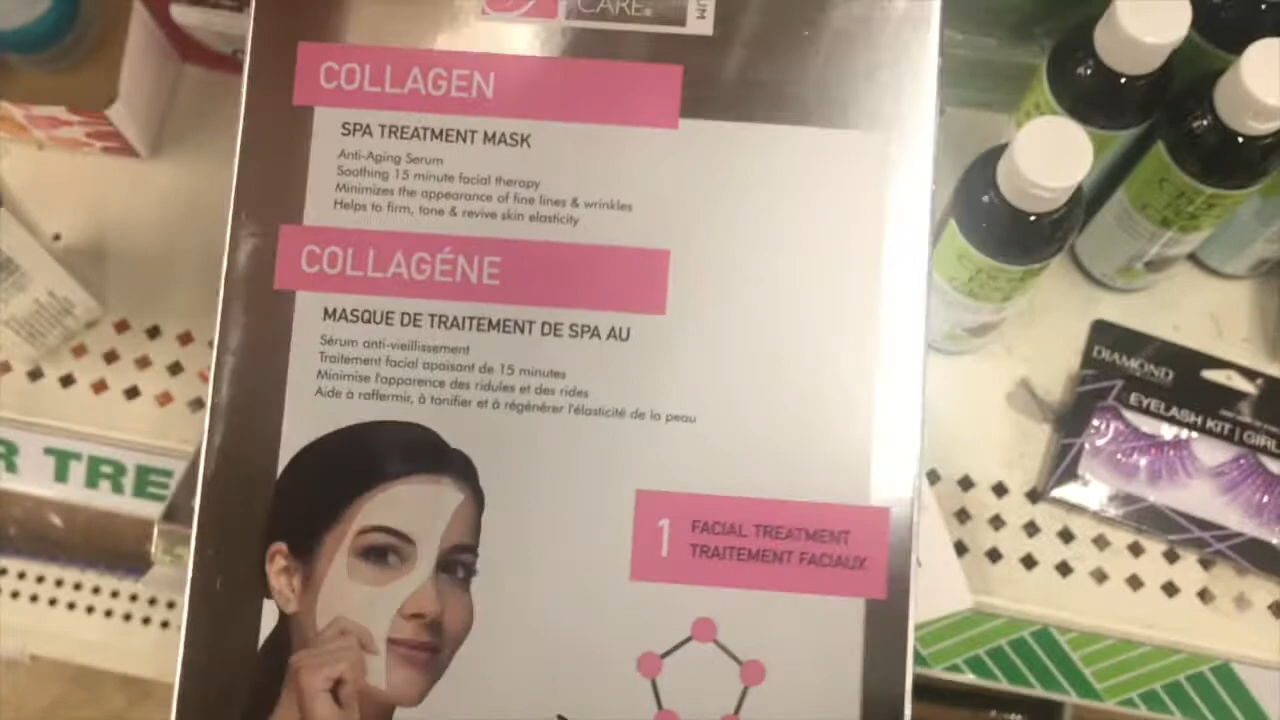 CARE
UM
COLLAGEN
SPA TREATMENT MASK
Anti-Aging Serum
Soothing 15 minute facial therapy
Minimizes the appearance of fine lines & wrinkles
Helps to firm, tone & revive skin elasticity
COLLAGÉNE
MASQUE DE TRAITEMENT DE SPA AU
Sérum anti-vieillissement
Traitement facial apaisant de 15 minutes
Minimise l'apparence des ridules et des rides
Aide à raffermir, à tonifier et à régénérer l'élasticité de la peau
1 FACIAL TREATMENT
TRAITEMENT FACIAUX
DIAMOND
EYELASH KIT | GIRL
R TRE